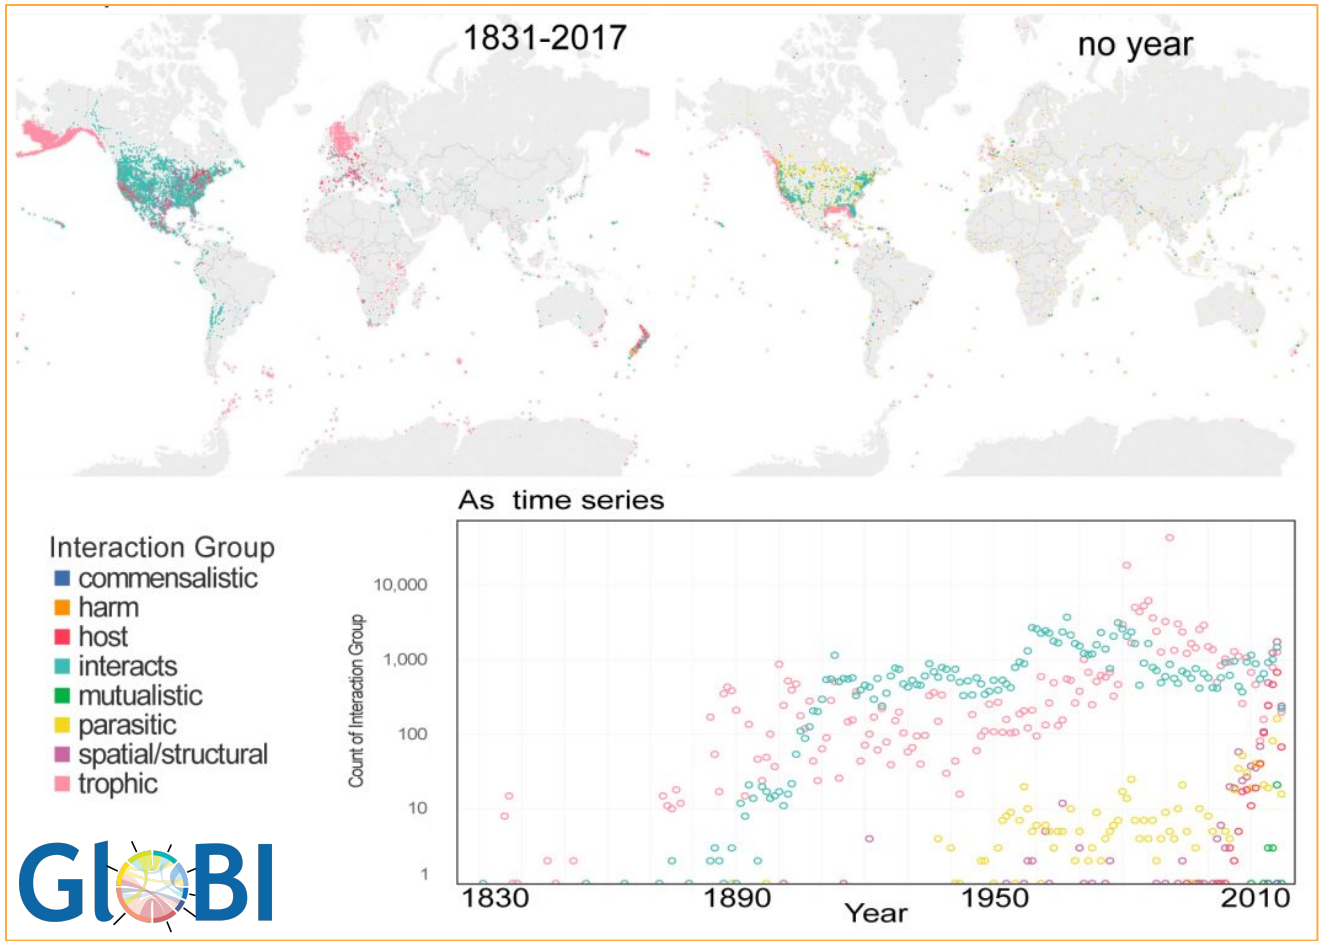 1831-2017
no year
As time series
Interaction Group
commensalistic
harm
host
interacts
mutualistic
parasitic
spatial/structural
trophic
Count of Interaction Group
10,000
1,000
100
10
1
1830
1890
1950
2010
Year
GloBI